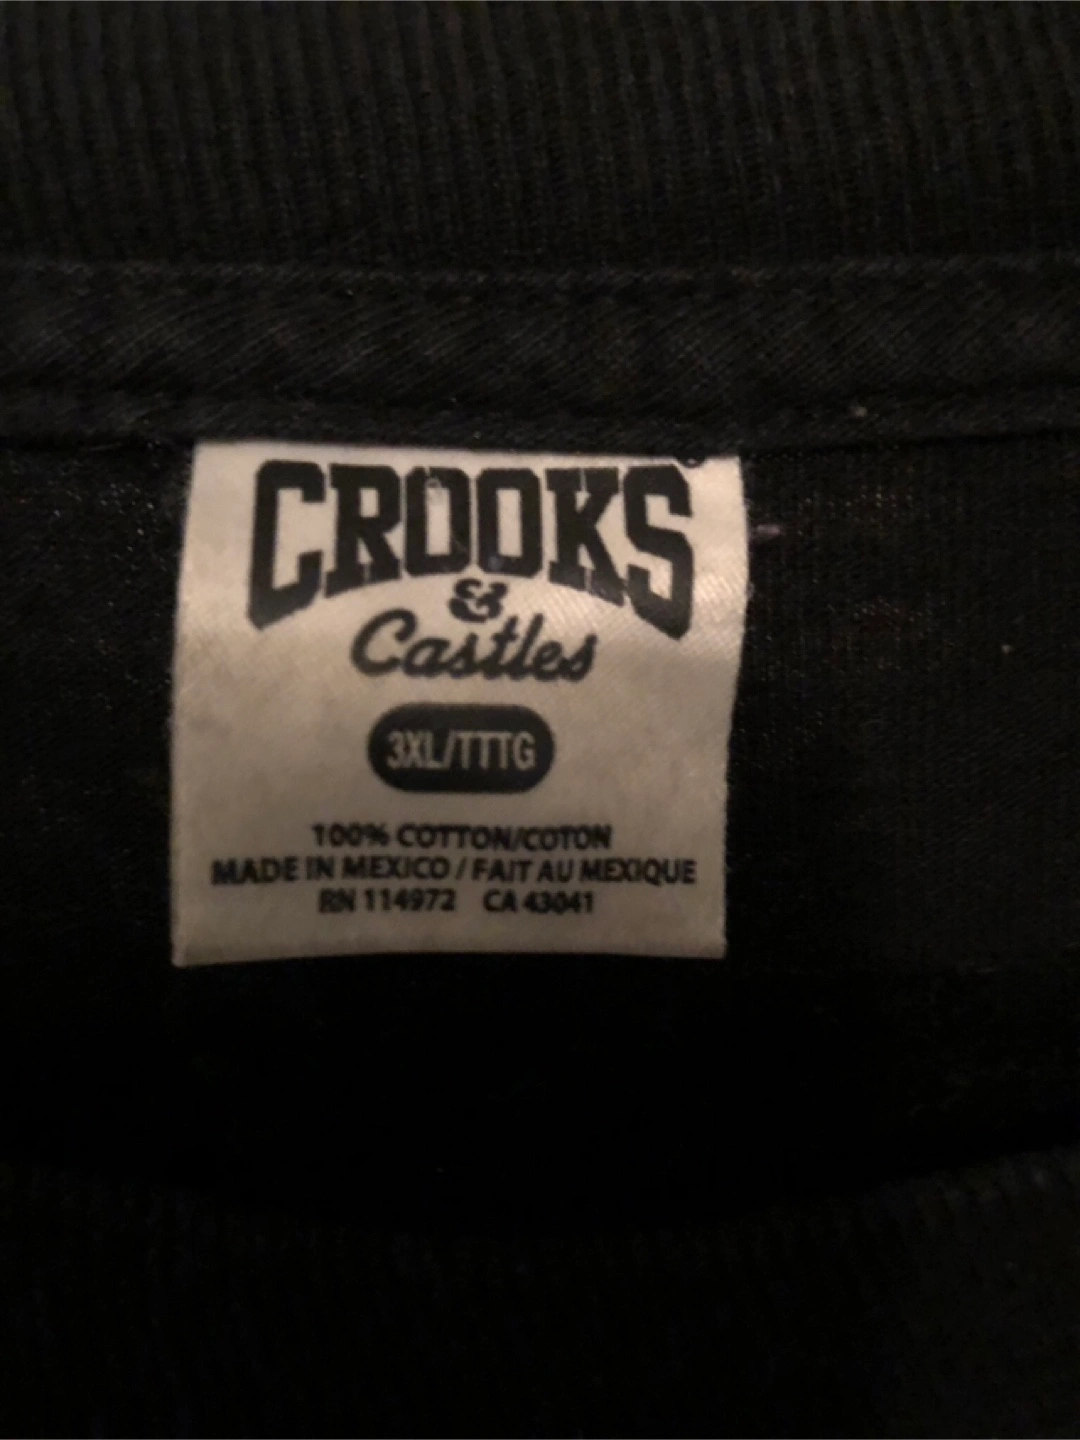 CROOKS
&
Castles
3XL/TTTG
100% COTTON/COTON
MADE IN MEXICO / FAIT AU MEXIQUE
RN 114972 CA 43041